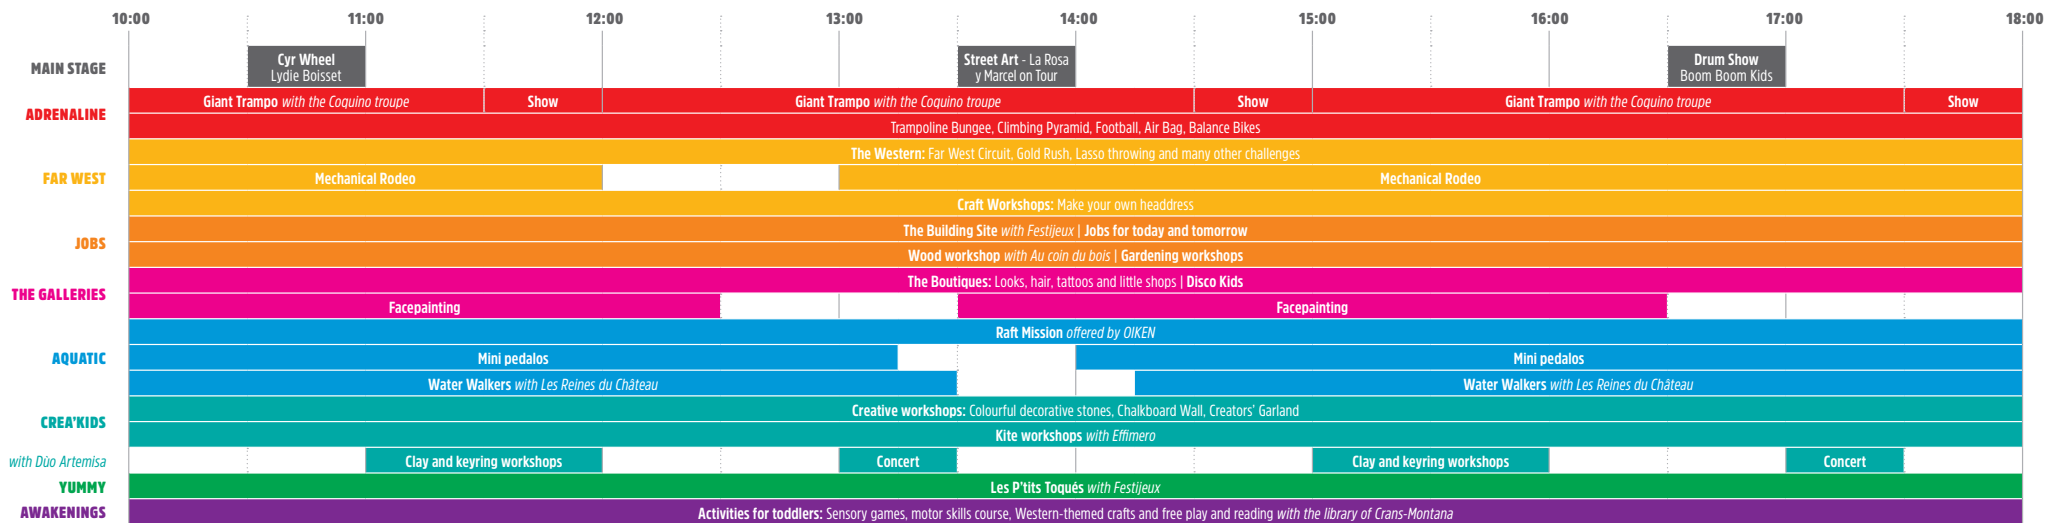 10:00 11:00 12:00 13:00 14:00 15:00 16:00 17:00 18:00
MAIN STAGE
Cyr Wheel
Lydie Boisset
Street Art - La Rosa
y Marcel on Tour
Drum Show
Boom Boom Kids
ADRENALINE
Giant Trampo with the Coquino troupe Show Giant Trampo with the Coquino troupe Show Giant Trampo with the Coquino troupe Show
Trampoline Bungee, Climbing Pyramid, Football, Air Bag, Balance Bikes
FAR WEST
The Western: Far West Circuit, Gold Rush, Lasso throwing and many other challenges
Mechanical Rodeo Mechanical Rodeo
Craft Workshops: Make your own headdress
JOBS
The Building Site with Festijeux | Jobs for today and tomorrow
Wood workshop with Au coin du bois | Gardening workshops
THE GALLERIES
The Boutiques: Looks, hair, tattoos and little shops | Disco Kids
Facepainting Facepainting
AQUATIC
Raft Mission offered by OIKEN
Mini pedalos Mini pedalos
Water Walkers with Les Reines du Château Water Walkers with Les Reines du Château
CREA'KIDS
Creative workshops: Colourful decorative stones, Chalkboard Wall, Creators' Garland
Kite workshops with Effimero
with Dùo Artemisa Clay and keyring workshops Concert Clay and keyring workshops Concert
YUMMY Les P'tits Toqués with Festijeux
AWAKENINGS Activities for toddlers: Sensory games, motor skills course, Western-themed crafts and free play and reading with the library of Crans-Montana